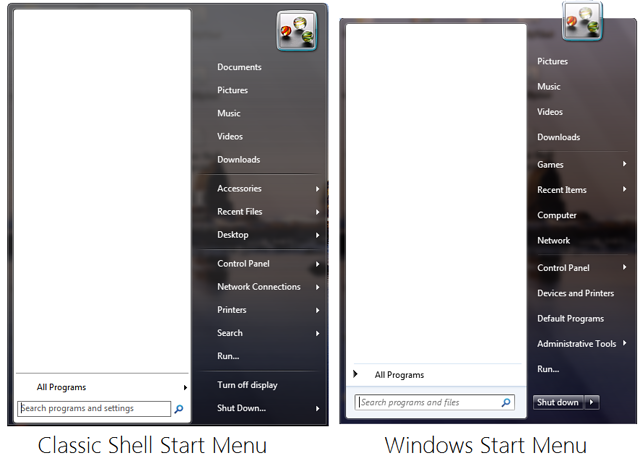 Documents
Pictures
Music
Videos
Downloads
Accessories
Recent Files
Desktop
Control Panel
Network Connections
Printers
Search
Run...
Turn off display
Shut Down...
All Programs
Search programs and settings
Classic Shell Start Menu
Pictures
Music
Videos
Downloads
Games
Recent Items
Computer
Network
Control Panel
Devices and Printers
Default Programs
Administrative Tools
Run...
Shut down
All Programs
Search programs and files
Windows Start Menu